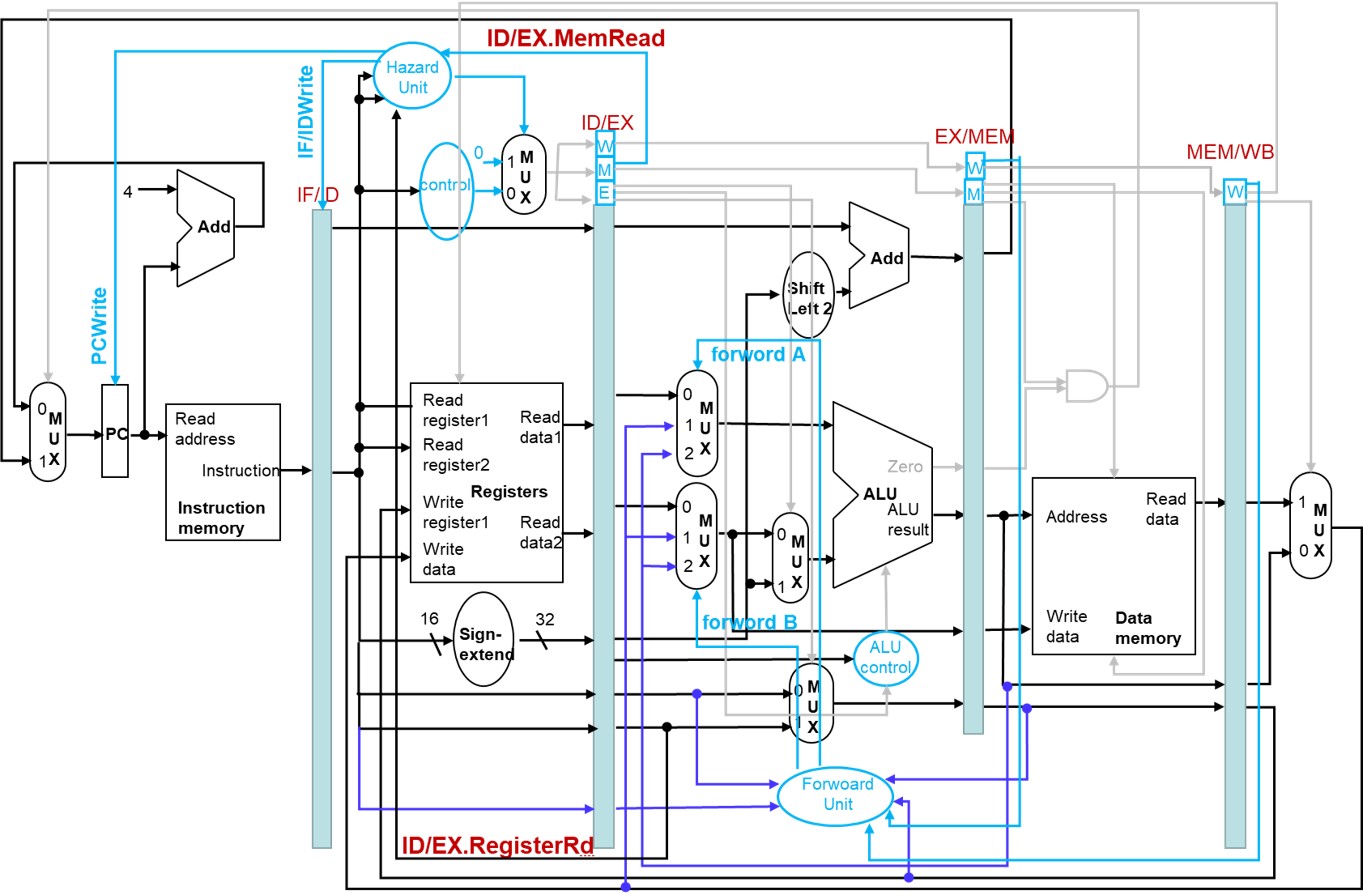 ID/EX.MemRead
Hazard
Unit
IF/IDWrite
ID/EX
EX/MEM
MEM/WB
0
1
0
M
U
X
control
W
M
E
W
M
W
IF/ID
4
Add
PCWrite
Add
Shift
Left 2
forword A
0
M
U
1X
PC
Read
address
Instruction
Instruction
memory
Read
register1
Read
register2
Write
register1
Write
data
Registers
Read
data1
Read
data2
0
1
2
M
U
X
0
1
2
M
U
X
0
1
M
U
X
Zero
ALU
ALU
result
Address
Read
data
Write
data
Data
memory
1
0
M
U
X
16
Sign-
extend
32
forword B
ALU
control
0
1
M
U
X
Forwoard
Unit
ID/EX.RegisterRd